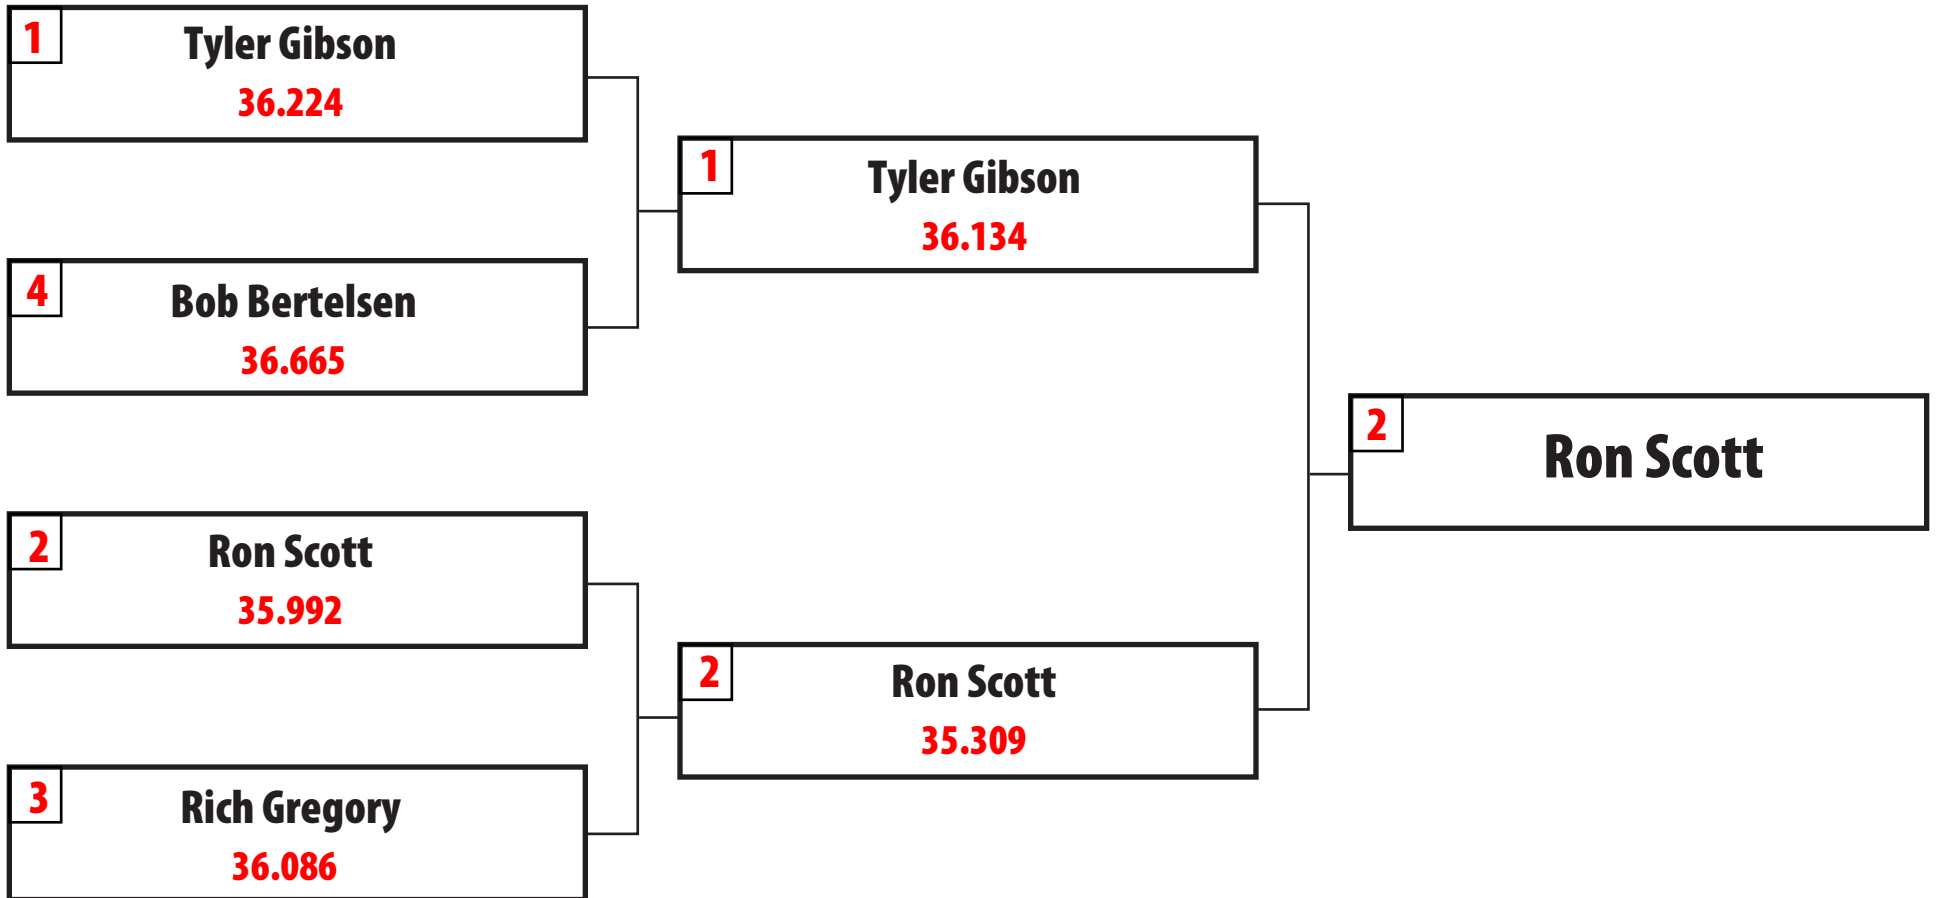 1
Tyler Gibson
36.224
4
Bob Bertelsen
36.665
2
Ron Scott
35.992
3
Rich Gregory
36.086
1
Tyler Gibson
36.134
2
Ron Scott
35.309
2
Ron Scott